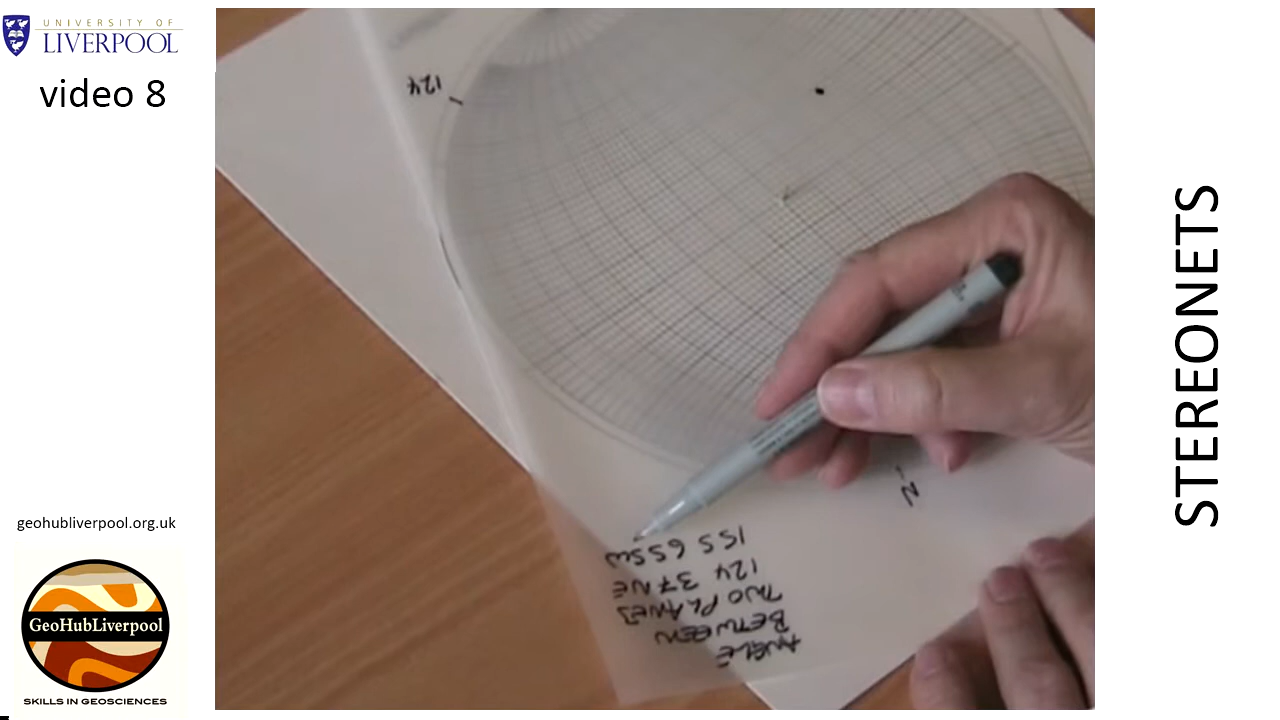 UNIVERSITY OF
LIVERPOOL
video 8
STEREONETS
124
N
ANGLE
BETWEEN
TWO PLANES
124 37NE
155 65SW
geohubliverpool.org.uk
GeoHubLiverpool
SKILLS IN GEOSCIENCES